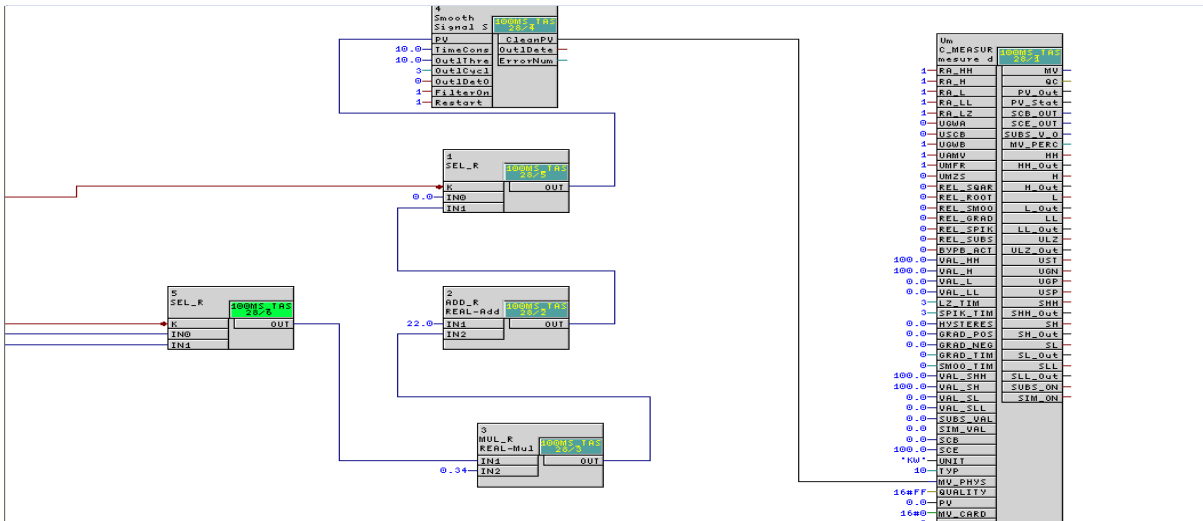 4
Smooth
Signal S
100MS_TAS
28/4
PV CleanPV
10.0 TimeCons OutlDete
10.0 OutlThre ErrorNum
3 OutlCycl
0 OutlDetO
1 FilterOn
1 Restart
1
SEL_R
100MS_TAS
28/5
K OUT
0.0 IN0
IN1
5
SEL_R
100MS_TAS
28/6
K OUT
IN0
IN1
2
ADD_R
REAL-Add
100MS_TAS
28/2
22.0 IN1 OUT
IN2
3
MUL_R
REAL-Mul
100MS_TAS
28/3
IN1 OUT
0.34 IN2
Um
C_MEASUR
mesure d
100MS_TAS
28/1
1 RA_HH MV
1 RA_H QC
1 RA_L PV_Out
1 RA_LL PV_Stat
1 RA_LZ SCB_OUT
0 UGWA SCE_OUT
0 USCB SUBS_V_O
1 UGWB MV_PERC
1 UAMV HH
1 UMFR HH_Out
0 UMZS H
0 REL_SQAR H_Out
0 REL_ROOT L
0 REL_SMOO L_Out
0 REL_GRAD LL
0 REL_SPIK LL_Out
0 REL_SUBS ULZ
0 BYPB_ACT ULZ_Out
100.0 VAL_HH UST
100.0 VAL_H UGN
0.0 VAL_L UGP
0.0 VAL_LL USP
3 LZ_TIM SHH
3 SPIK_TIM SHH_Out
0.0 HYSTERES SH
0.0 GRAD_POS SH_Out
0.0 GRAD_NEG SL
0 GRAD_TIM SL_Out
0 SMOO_TIM SLL
100.0 VAL_SHH SLL_Out
100.0 VAL_SH SUBS_ON
0.0 VAL_SL SIM_ON
0.0 VAL_SLL
0.0 SUBS_VAL
0.0 SIM_VAL
0.0 SCB
100.0 SCE
'KW' UNIT
10 TYP
MV_PHYS
16#FF QUALITY
0.0 PV
16#0 MV_CARD